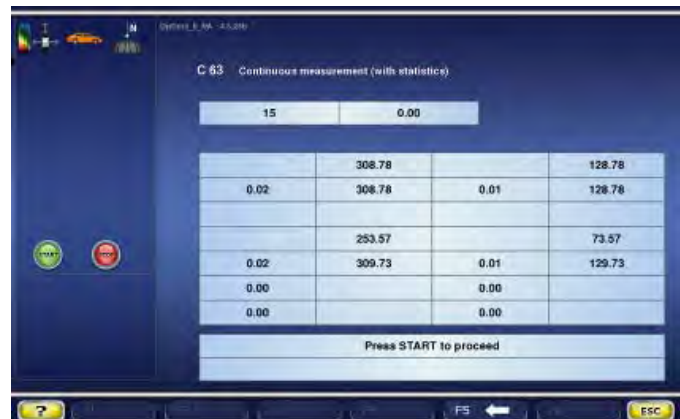 N
C 63 Continuous measurement (with statistics)
15 0.00
308.78 128.78
0.02 308.78 0.01 128.78
253.57 73.57
0.02 309.73 0.01 129.73
0.00 0.00
0.00 0.00
START STOP
Press START to proceed
? F5 ESC